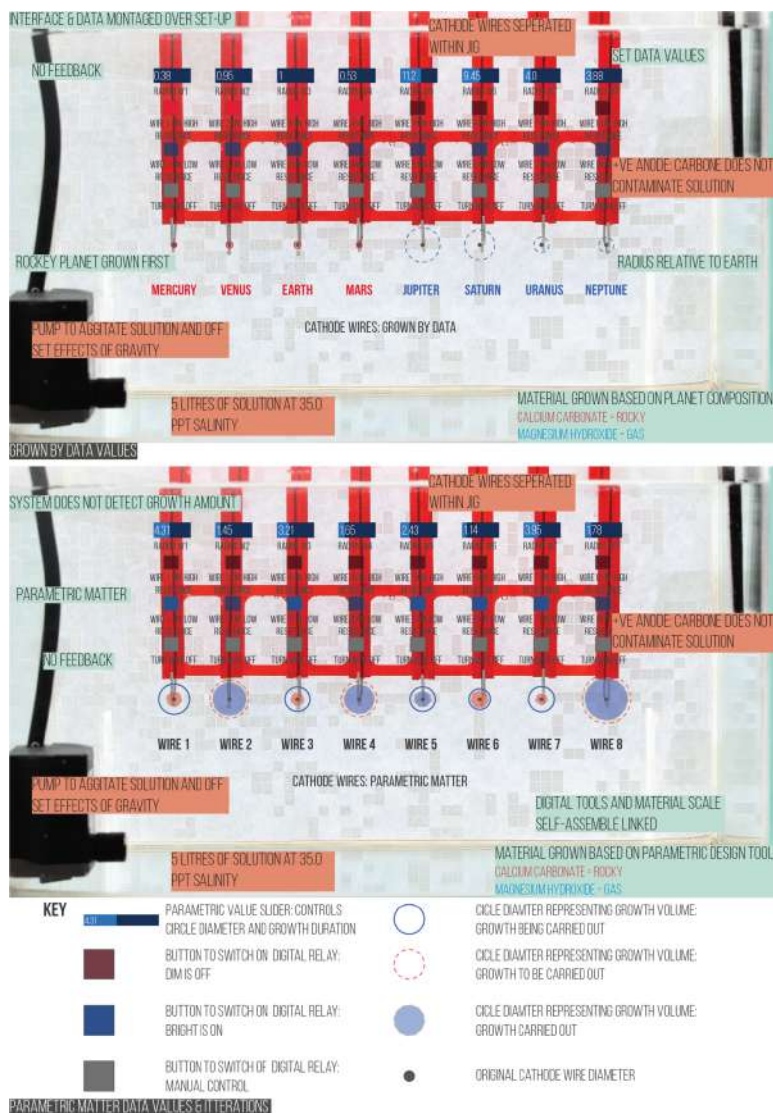 INTERFACE & DATA MONTAGED OVER SET-UP
CATHODE WIRES SEPERATED
WITHIN JIG
NO FEEDBACK
SET DATA VALUES
0.38 0.95 1 0.53 11.2 9.45 4.0 3.88
+VE ANODE: CARBONE DOES NOT
CONTAMINATE SOLUTION
ROCKEY PLANET GROWN FIRST
RADIUS RELATIVE TO EARTH
MERCURY VENUS EARTH MARS JUPITER SATURN URANUS NEPTUNE
PUMP TO AGGITATE SOLUTION AND OFF
SET EFFECTS OF GRAVITY
CATHODE WIRES: GROWN BY DATA
5 LITRES OF SOLUTION AT 35.0
PPT SALINITY
MATERIAL GROWN BASED ON PLANET COMPOSITION
CALCIUM CARBONATE = ROCKY
MAGNESIUM HYDROXIDE = GAS
GROWN BY DATA VALUES
CATHODE WIRES SEPERATED
WITHIN JIG
SYSTEM DOES NOT DETECT GROWTH AMOUNT
4.31 1.45 3.21 1.65 2.43 1.14 3.95 1.78
PARAMETRIC MATTER
+VE ANODE: CARBONE DOES NOT
CONTAMINATE SOLUTION
NO FEEDBACK
WIRE 1 WIRE 2 WIRE 3 WIRE 4 WIRE 5 WIRE 6 WIRE 7 WIRE 8
PUMP TO AGGITATE SOLUTION AND OFF
SET EFFECTS OF GRAVITY
CATHODE WIRES: PARAMETRIC MATTER
DIGITAL TOOLS AND MATERIAL SCALE
SELF-ASSEMBLE LINKED
5 LITRES OF SOLUTION AT 35.0
PPT SALINITY
MATERIAL GROWN BASED ON PARAMETRIC DESIGN TOOL
CALCIUM CARBONATE = ROCKY
MAGNESIUM HYDROXIDE = GAS
KEY
4.31
PARAMETRIC VALUE SLIDER: CONTROLS
CIRCLE DIAMETER AND GROWTH DURATION
CICLE DIAMTER REPRESENTING GROWTH VOLUME:
GROWTH BEING CARRIED OUT
BUTTON TO SWITCH ON DIGITAL RELAY:
DIM IS OFF
CICLE DIAMTER REPRESENTING GROWTH VOLUME:
GROWTH TO BE CARRIED OUT
BUTTON TO SWITCH ON DIGITAL RELAY:
BRIGHT IS ON
CICLE DIAMTER REPRESENTING GROWTH VOLUME:
GROWTH CARRIED OUT
BUTTON TO SWITCH OF DIGITAL RELAY:
MANUAL CONTROL
ORIGINAL CATHODE WIRE DIAMETER
PARAMETRIC MATTER DATA VALUES & ITTERATIONS